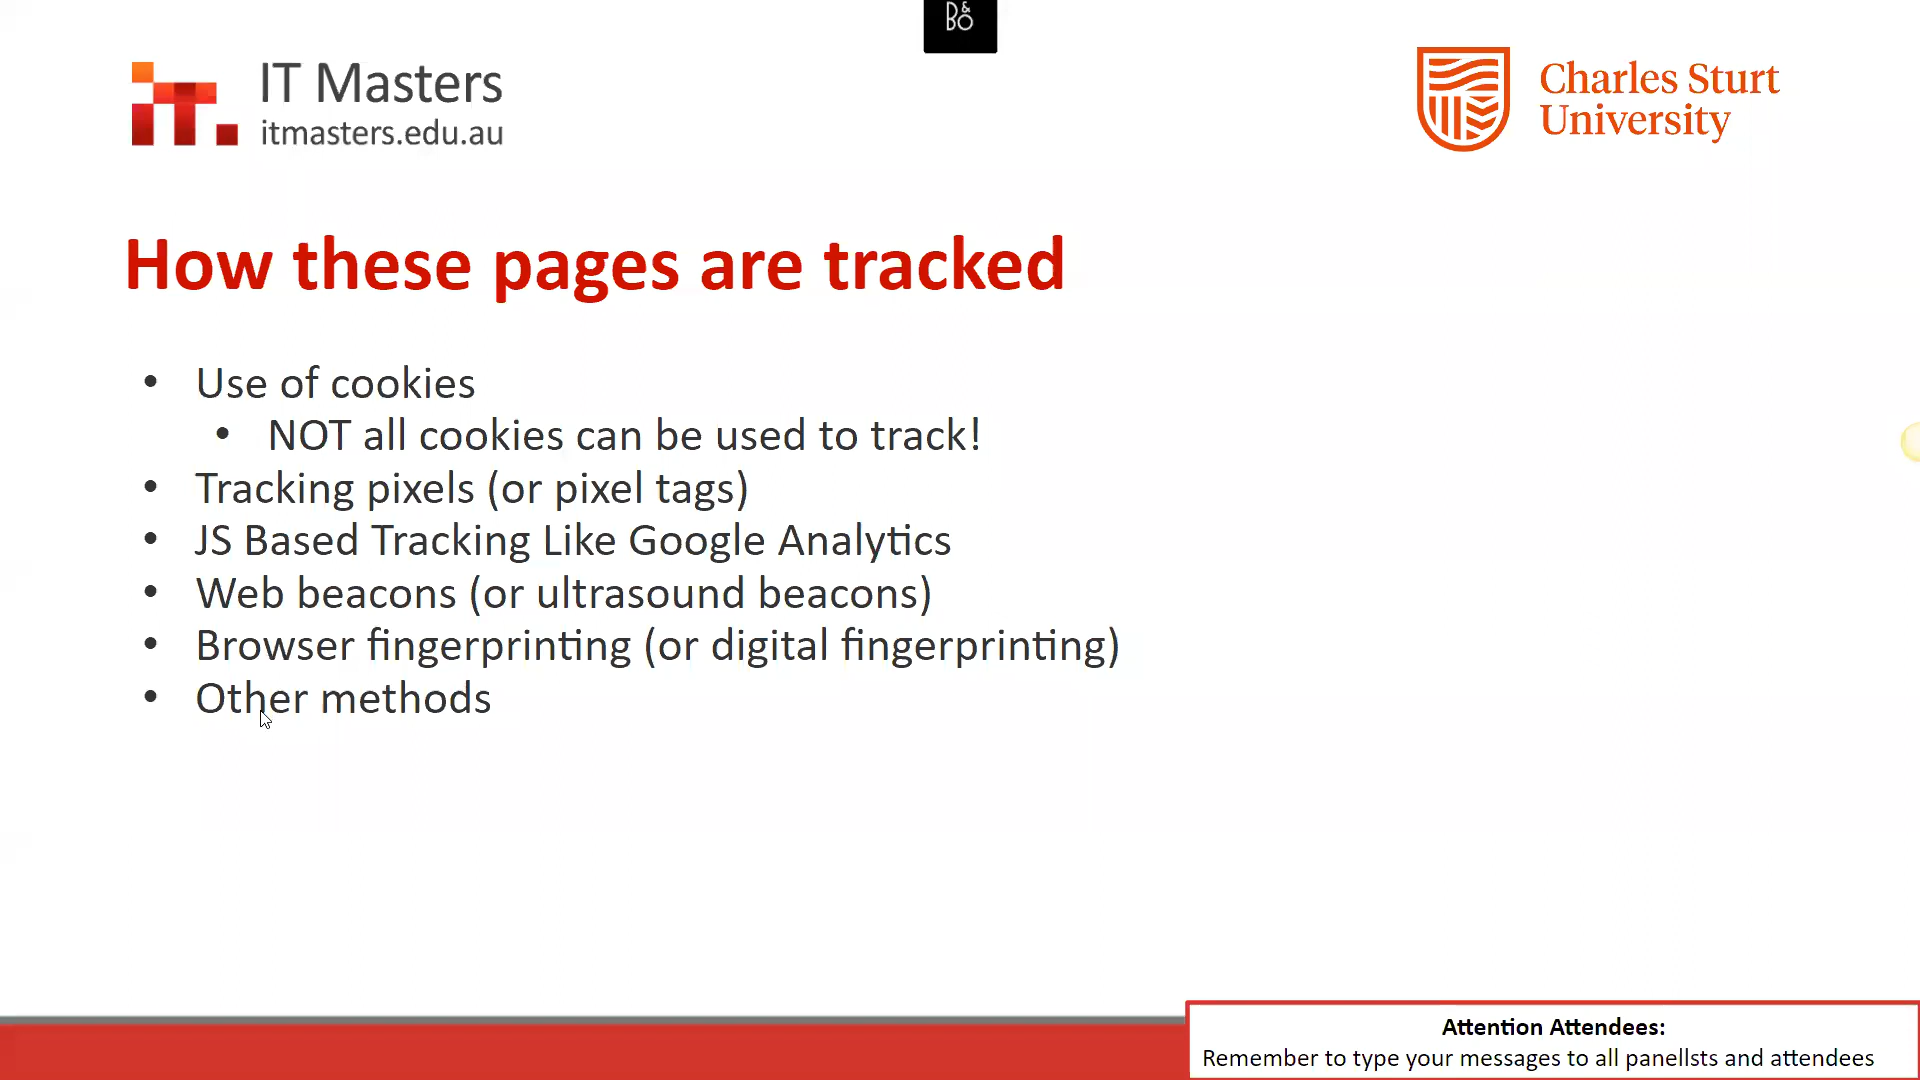 B&O
IT Masters
itmasters.edu.au
Charles Sturt
University
How these pages are tracked
• Use of cookies
• NOT all cookies can be used to track!
• Tracking pixels (or pixel tags)
• JS Based Tracking Like Google Analytics
• Web beacons (or ultrasound beacons)
• Browser fingerprinting (or digital fingerprinting)
• Other methods
Attention Attendees:
Remember to type your messages to all panellsts and attendees